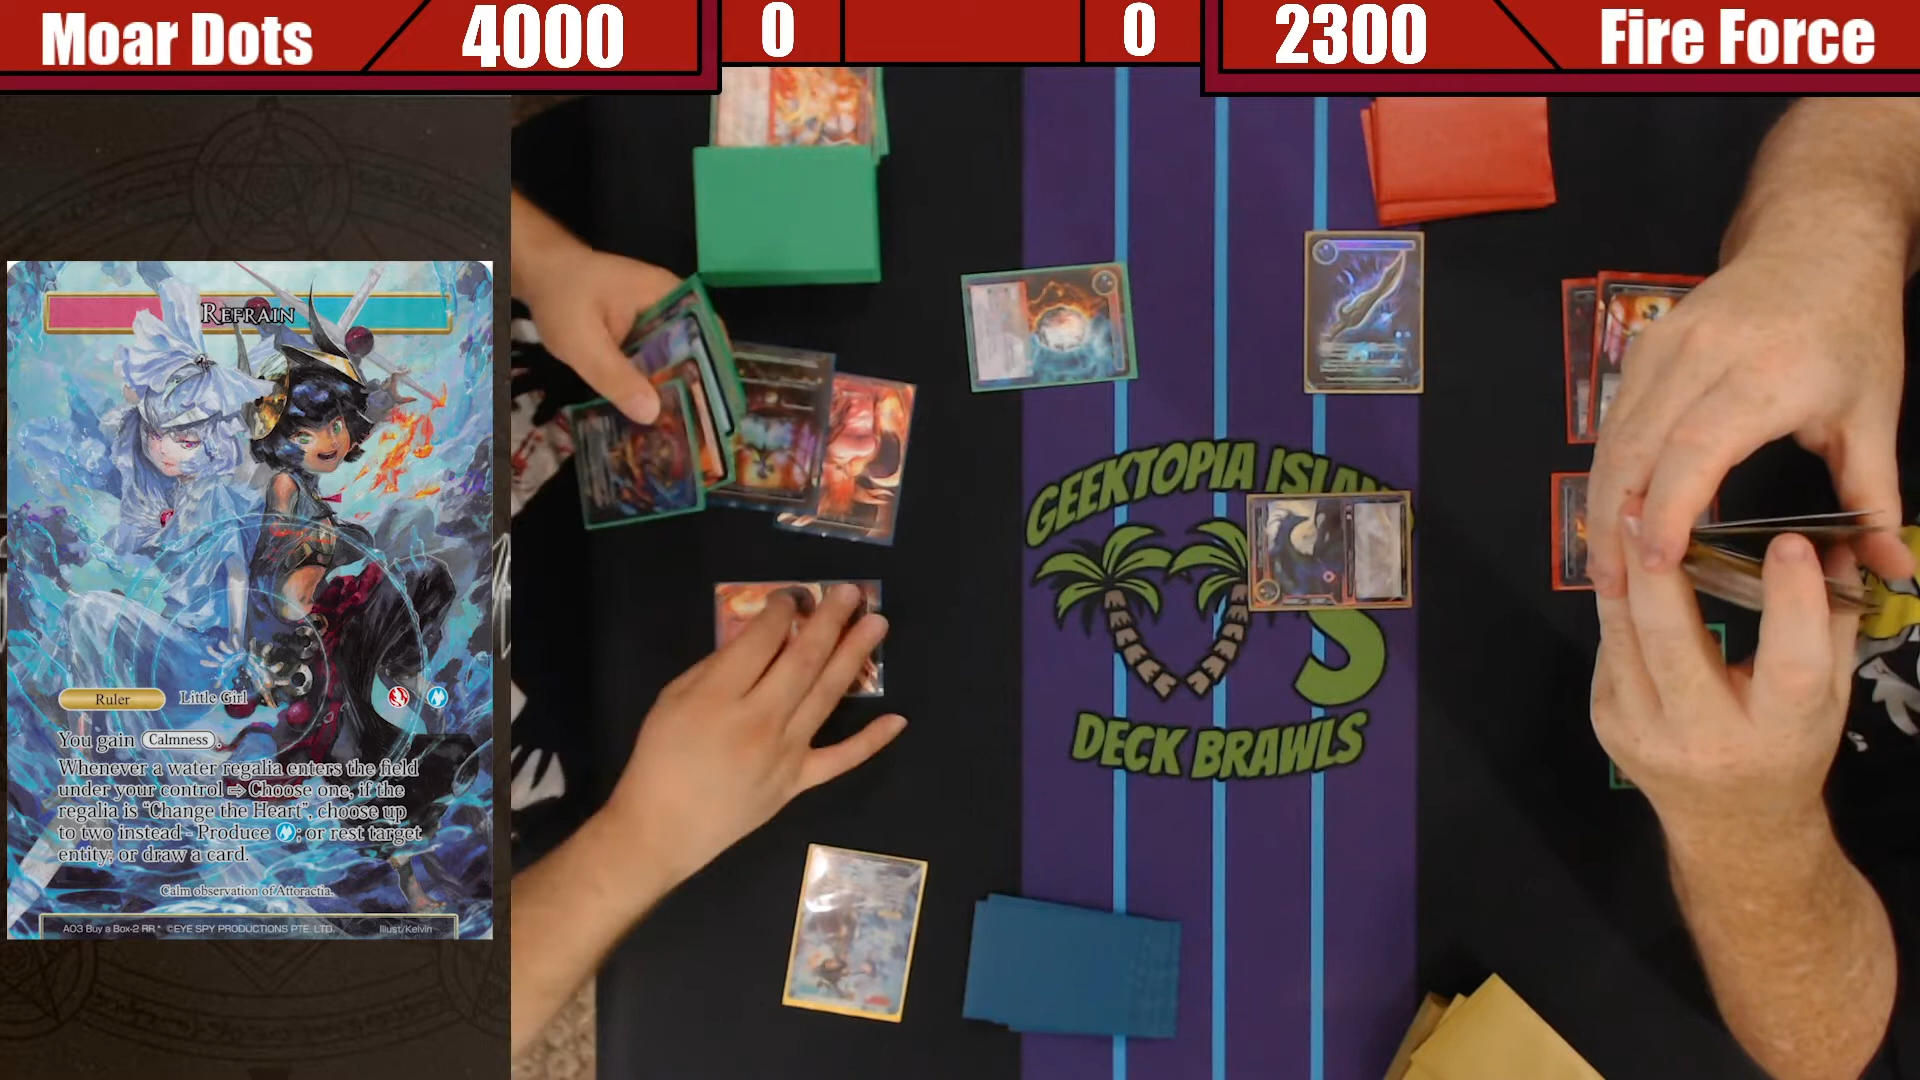 Moar Dots
4000
0
0
2300
Fire Force
Refrain
Ruler
Little Girl
You gain Calmness.
Whenever a water regalia enters the field
under your control ⇨ Choose one, if the
regalia is "Change the Heart", choose up
to two instead - Produce ; or rest target
entity; or draw a card.
Calm observation of Attoractia.
A03 Buy a Box-2 RR * ©EYE SPY PRODUCTIONS PTE. LTD.
Illust/Kelvin
GEEKTOPIA ISLAN
S
DECK BRAWLS